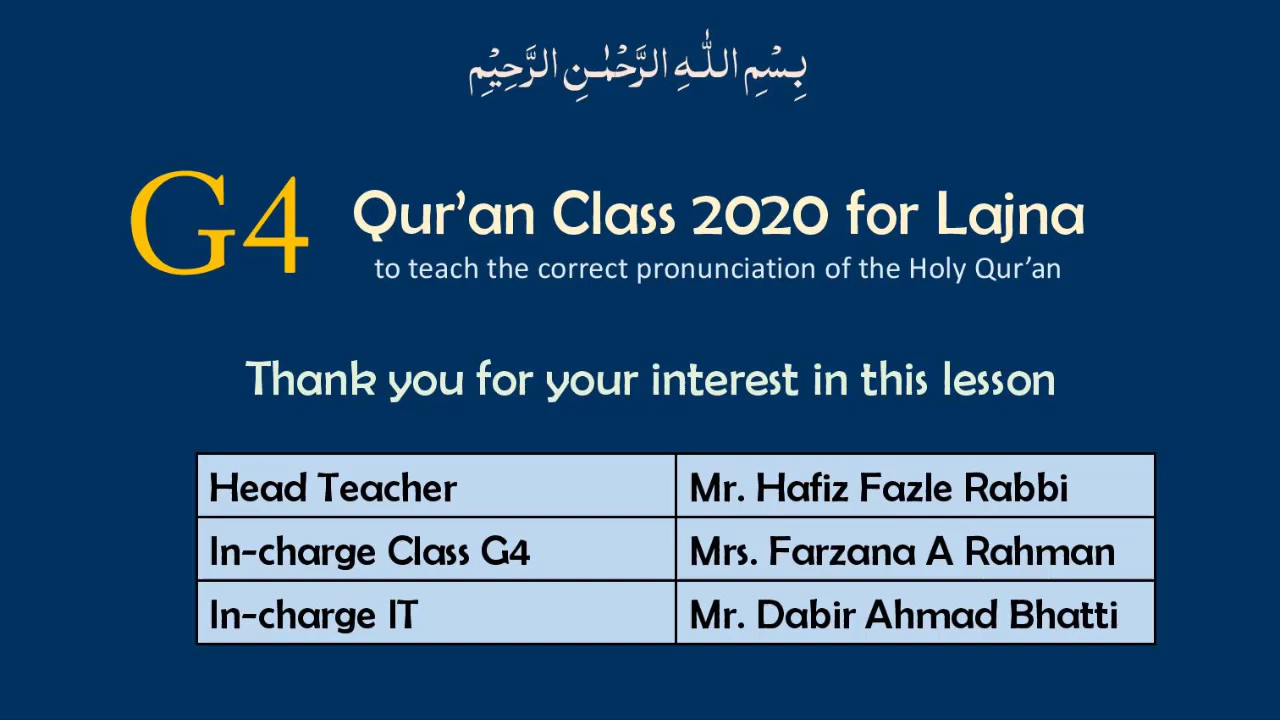 بِسْمِ اللّٰهِ الرَّحْمٰنِ الرَّحِيْمِ
G4 Qur’an Class 2020 for Lajna
to teach the correct pronunciation of the Holy Qur’an
Thank you for your interest in this lesson
Head Teacher Mr. Hafiz Fazle Rabbi
In-charge Class G4 Mrs. Farzana A Rahman
In-charge IT Mr. Dabir Ahmad Bhatti